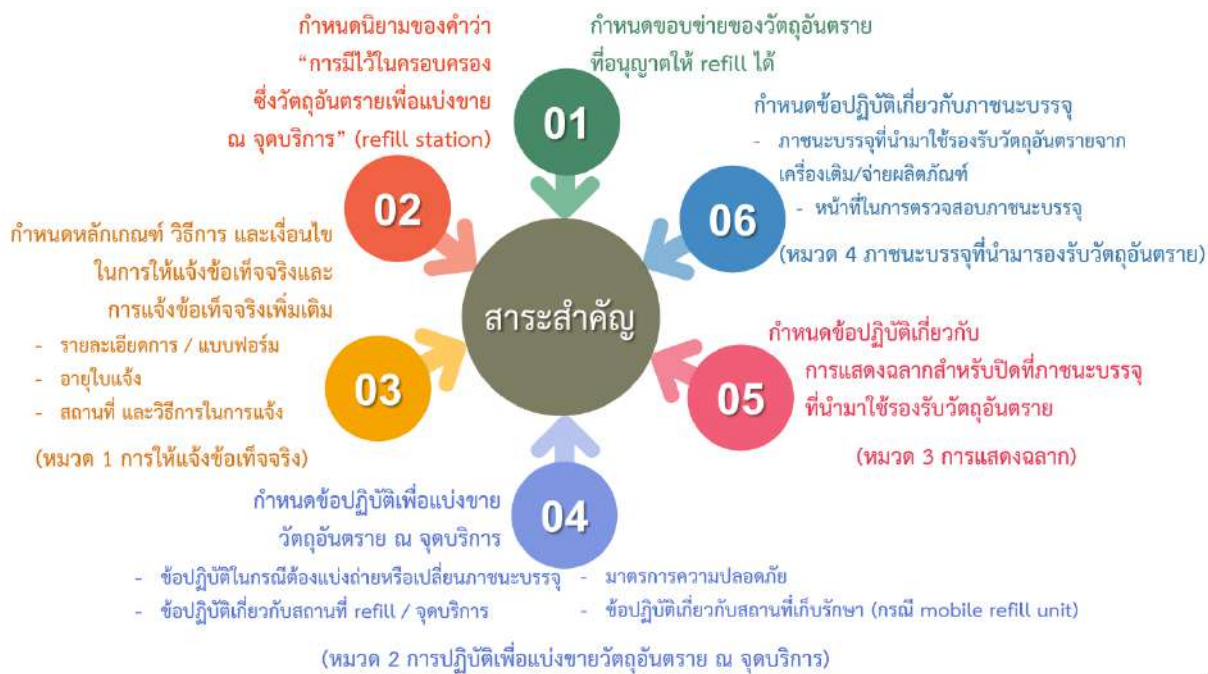 กำหนดขอบข่ายของวัตถุอันตราย
ที่อนุญาตให้ refill ได้
01
กำหนดนิยามของคำว่า
“การมีไว้ในครอบครอง
ซึ่งวัตถุอันตรายเพื่อแบ่งขาย
ณ จุดบริการ” (refill station)
02
กำหนดหลักเกณฑ์ วิธีการ และเงื่อนไข
ในการให้แจ้งข้อเท็จจริงและ
การแจ้งข้อเท็จจริงเพิ่มเติม
- รายละเอียดการ / แบบฟอร์ม
- อายุใบแจ้ง
- สถานที่ และวิธีการในการแจ้ง
(หมวด 1 การให้แจ้งข้อเท็จจริง)
03
สาระสำคัญ
04
กำหนดข้อปฏิบัติเพื่อแบ่งขาย
วัตถุอันตราย ณ จุดบริการ
- ข้อปฏิบัติในกรณีต้องแบ่งถ่ายหรือเปลี่ยนภาชนะบรรจุ
- ข้อปฏิบัติเกี่ยวกับสถานที่ refill / จุดบริการ
- มาตรการความปลอดภัย
- ข้อปฏิบัติเกี่ยวกับสถานที่เก็บรักษา (กรณี mobile refill unit)
(หมวด 2 การปฏิบัติเพื่อแบ่งขายวัตถุอันตราย ณ จุดบริการ)
05
กำหนดข้อปฏิบัติเกี่ยวกับ
การแสดงฉลากสำหรับปิดที่ภาชนะบรรจุ
ที่นำมาใช้รองรับวัตถุอันตราย
(หมวด 3 การแสดงฉลาก)
06
กำหนดข้อปฏิบัติเกี่ยวกับภาชนะบรรจุ
- ภาชนะบรรจุที่นำมาใช้รองรับวัตถุอันตรายจาก
เครื่องเติม/จ่ายผลิตภัณฑ์
- หน้าที่ในการตรวจสอบภาชนะบรรจุ
(หมวด 4 ภาชนะบรรจุที่นำมารองรับวัตถุอันตราย)